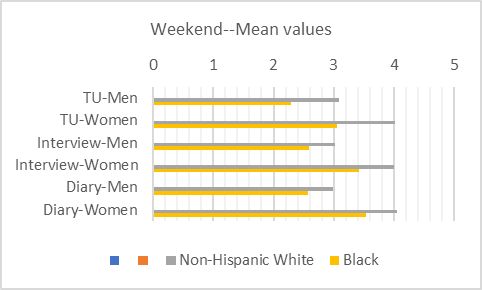 Weekend--Mean values
0 1 2 3 4 5
TU-Men
TU-Women
Interview-Men
Interview-Women
Diary-Men
Diary-Women
Non-Hispanic White Black